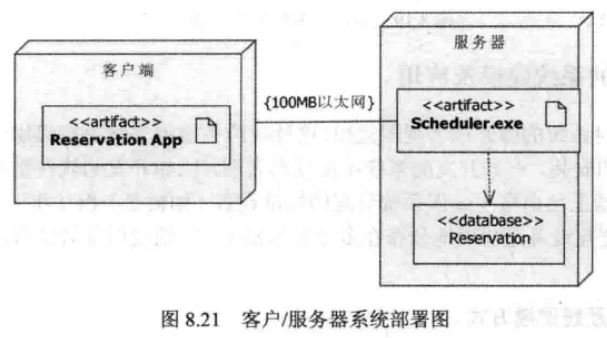 服务器
客户端
{100MB以太网}
<<artifact>>
Reservation App
<<artifact>>
Scheduler.exe
<<database>>
Reservation
图 8.21 客户/服务器系统部署图